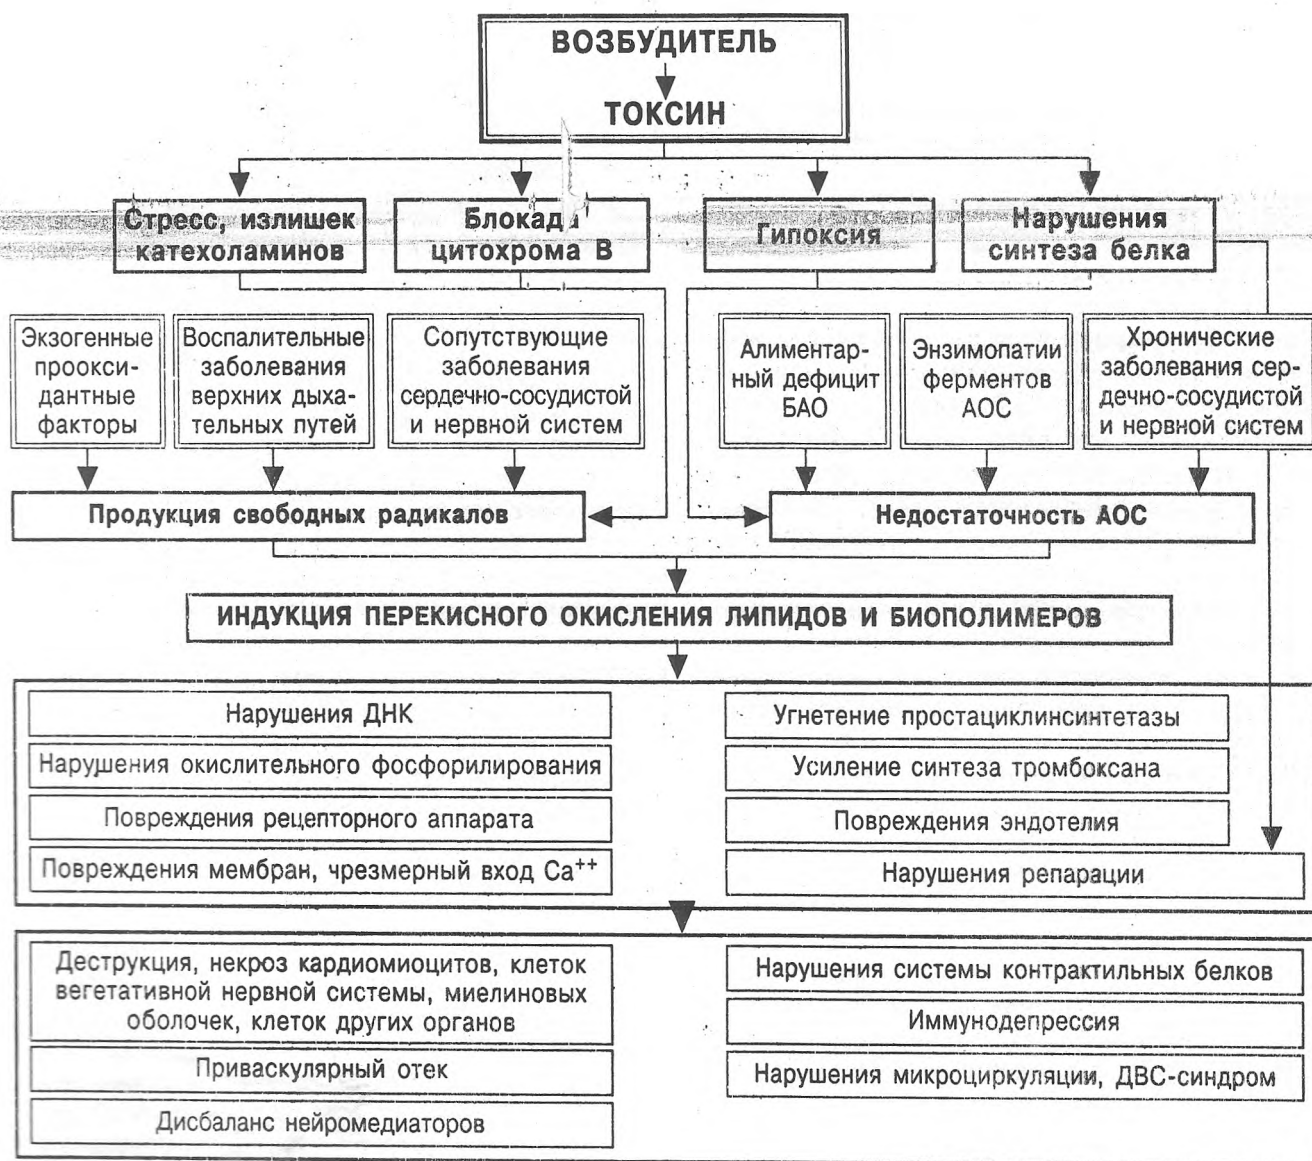 ВОЗБУДИТЕЛЬ
ТОКСИН
Стресс, излишек
катехоламинов
Блокада
цитохрома В
Гипоксия
Нарушения
синтеза белка
Экзогенные
проокси-
дантные
факторы
Воспалительные
заболевания
верхних дыха-
тельных путей
Сопутствующие
заболевания
сердечно-сосудистой
и нервной систем
Алиментар-
ный дефицит
БАО
Энзимопатии
ферментов
АОС
Хронические
заболевания сер-
дечно-сосудистой
и нервной систем
Продукция свободных радикалов
Недостаточность АОС
ИНДУКЦИЯ ПЕРЕКИСНОГО ОКИСЛЕНИЯ ЛИПИДОВ И БИОПОЛИМЕРОВ
Нарушения ДНК
Нарушения окислительного фосфорилирования
Повреждения рецепторного аппарата
Повреждения мембран, чрезмерный вход Ca⁺⁺
Угнетение простациклинсинтетазы
Усиление синтеза тромбоксана
Повреждения эндотелия
Нарушения репарации
Деструкция, некроз кардиомиоцитов, клеток
вегетативной нервной системы, миелиновых
оболочек, клеток других органов
Приваскулярный отек
Дисбаланс нейромедиаторов
Нарушения системы контрактильных белков
Иммунодепрессия
Нарушения микроциркуляции, ДВС-синдром